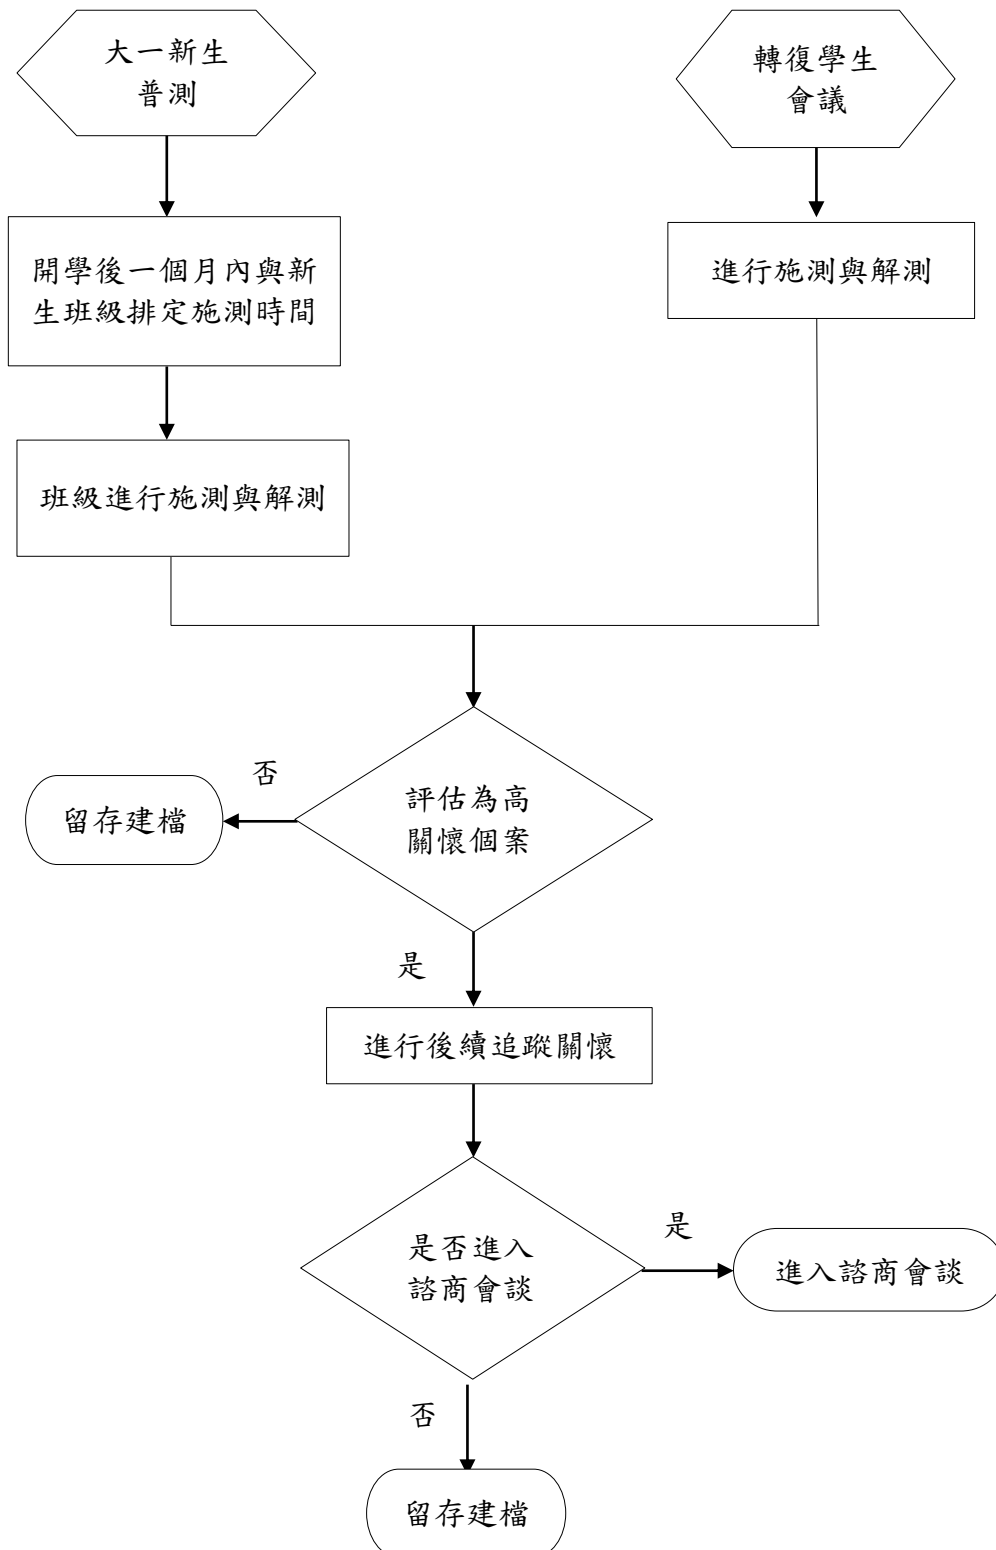 大一新生
普測
轉復學生
會議
開學後一個月內與新
生班級排定施測時間
進行施測與解測
班級進行施測與解測
否
評估為高
關懷個案
留存建檔
是
進行後續追蹤關懷
是否進入
諮商會談
是
進入諮商會談
否
留存建檔